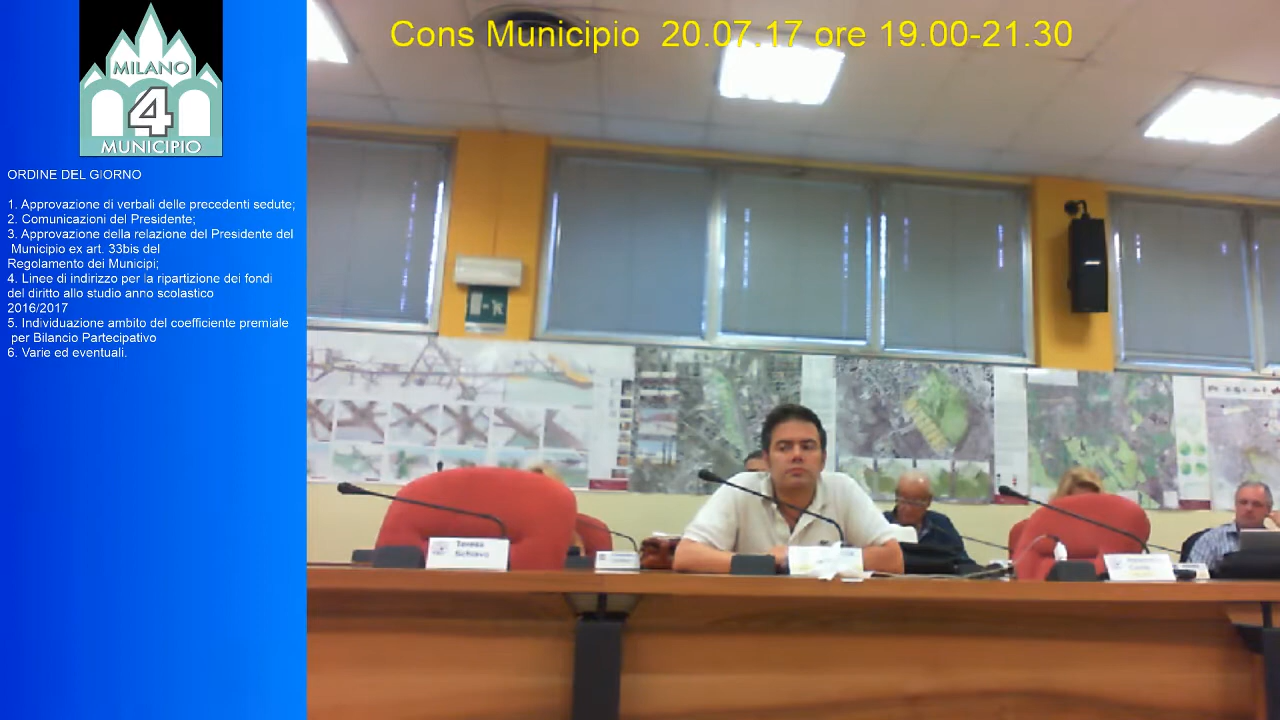 Cons Municipio 20.07.17 ore 19.00-21.30
MILANO
4
MUNICIPIO
ORDINE DEL GIORNO
1. Approvazione di verbali delle precedenti sedute;
2. Comunicazioni del Presidente;
3. Approvazione della relazione del Presidente del
Municipio ex art. 33bis del
Regolamento dei Municipi;
4. Linee di indirizzo per la ripartizione dei fondi
del diritto allo studio anno scolastico
2016/2017
5. Individuazione ambito del coefficiente premiale
per Bilancio Partecipativo
6. Varie ed eventuali.
Teresa
Schiavo